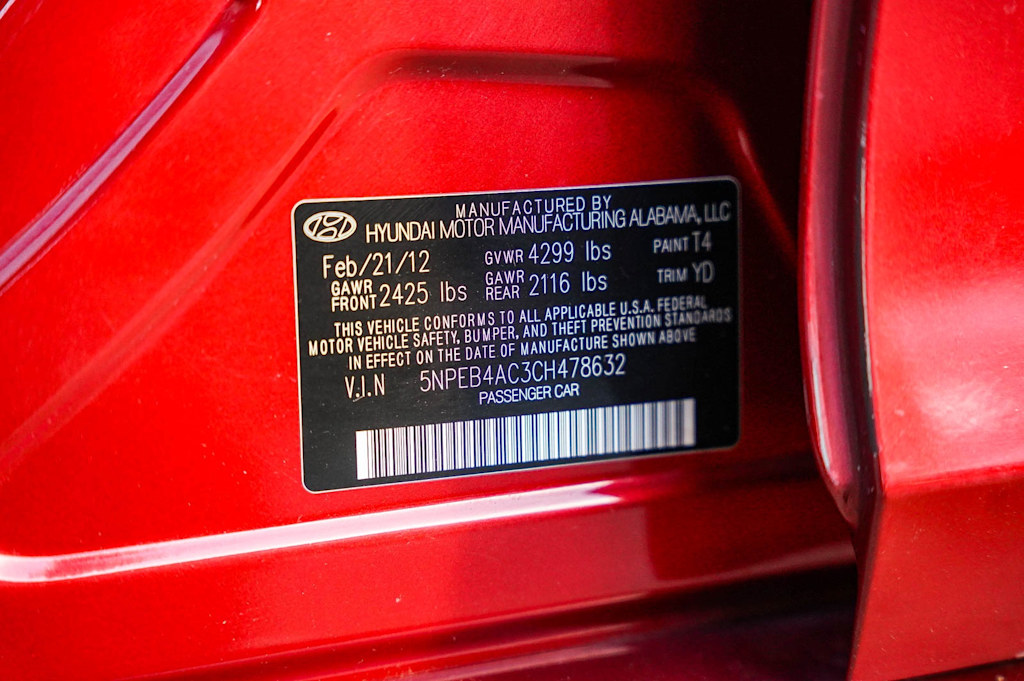 MANUFACTURED BY
HYUNDAI MOTOR MANUFACTURING ALABAMA, LLC
Feb/21/12 GVWR 4299 lbs PAINT T4
GAWR FRONT 2425 lbs GAWR REAR 2116 lbs TRIM YD
THIS VEHICLE CONFORMS TO ALL APPLICABLE U.S.A. FEDERAL
MOTOR VEHICLE SAFETY, BUMPER, AND THEFT PREVENTION STANDARDS
IN EFFECT ON THE DATE OF MANUFACTURE SHOWN ABOVE
V.I.N 5NPEB4AC3CH478632
PASSENGER CAR